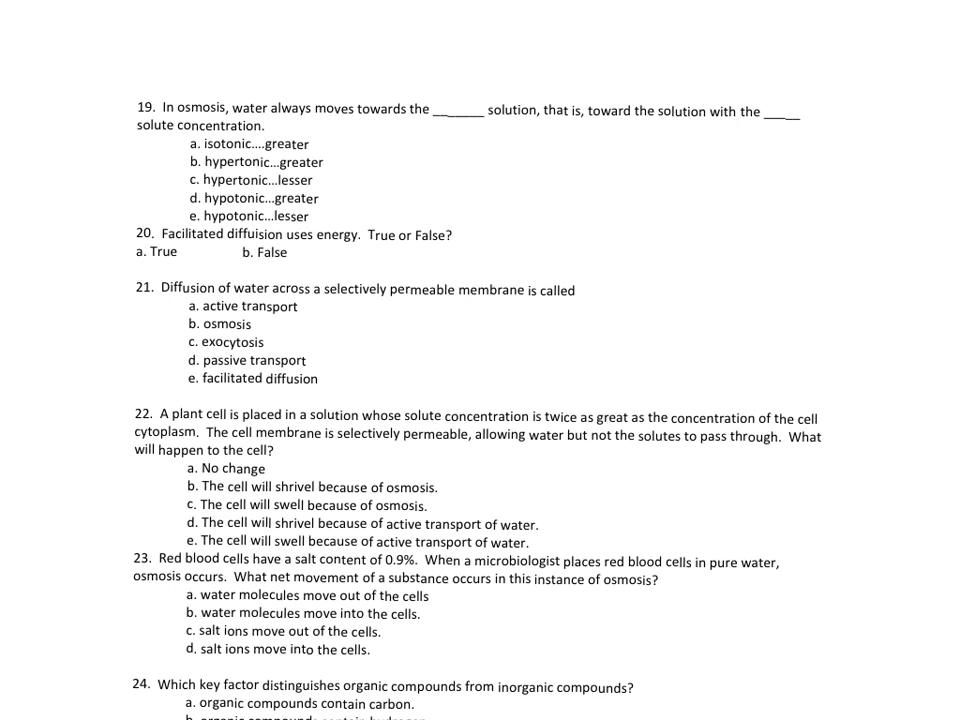 19. In osmosis, water always moves towards the _______ solution, that is, toward the solution with the _____
solute concentration.
a. isotonic....greater
b. hypertonic...greater
c. hypertonic...lesser
d. hypotonic...greater
e. hypotonic...lesser
20. Facilitated diffuision uses energy. True or False?
a. True b. False
21. Diffusion of water across a selectively permeable membrane is called
a. active transport
b. osmosis
c. exocytosis
d. passive transport
e. facilitated diffusion
22. A plant cell is placed in a solution whose solute concentration is twice as great as the concentration of the cell
cytoplasm. The cell membrane is selectively permeable, allowing water but not the solutes to pass through. What
will happen to the cell?
a. No change
b. The cell will shrivel because of osmosis.
c. The cell will swell because of osmosis.
d. The cell will shrivel because of active transport of water.
e. The cell will swell because of active transport of water.
23. Red blood cells have a salt content of 0.9%. When a microbiologist places red blood cells in pure water,
osmosis occurs. What net movement of a substance occurs in this instance of osmosis?
a. water molecules move out of the cells
b. water molecules move into the cells.
c. salt ions move out of the cells.
d. salt ions move into the cells.
24. Which key factor distinguishes organic compounds from inorganic compounds?
a. organic compounds contain carbon.